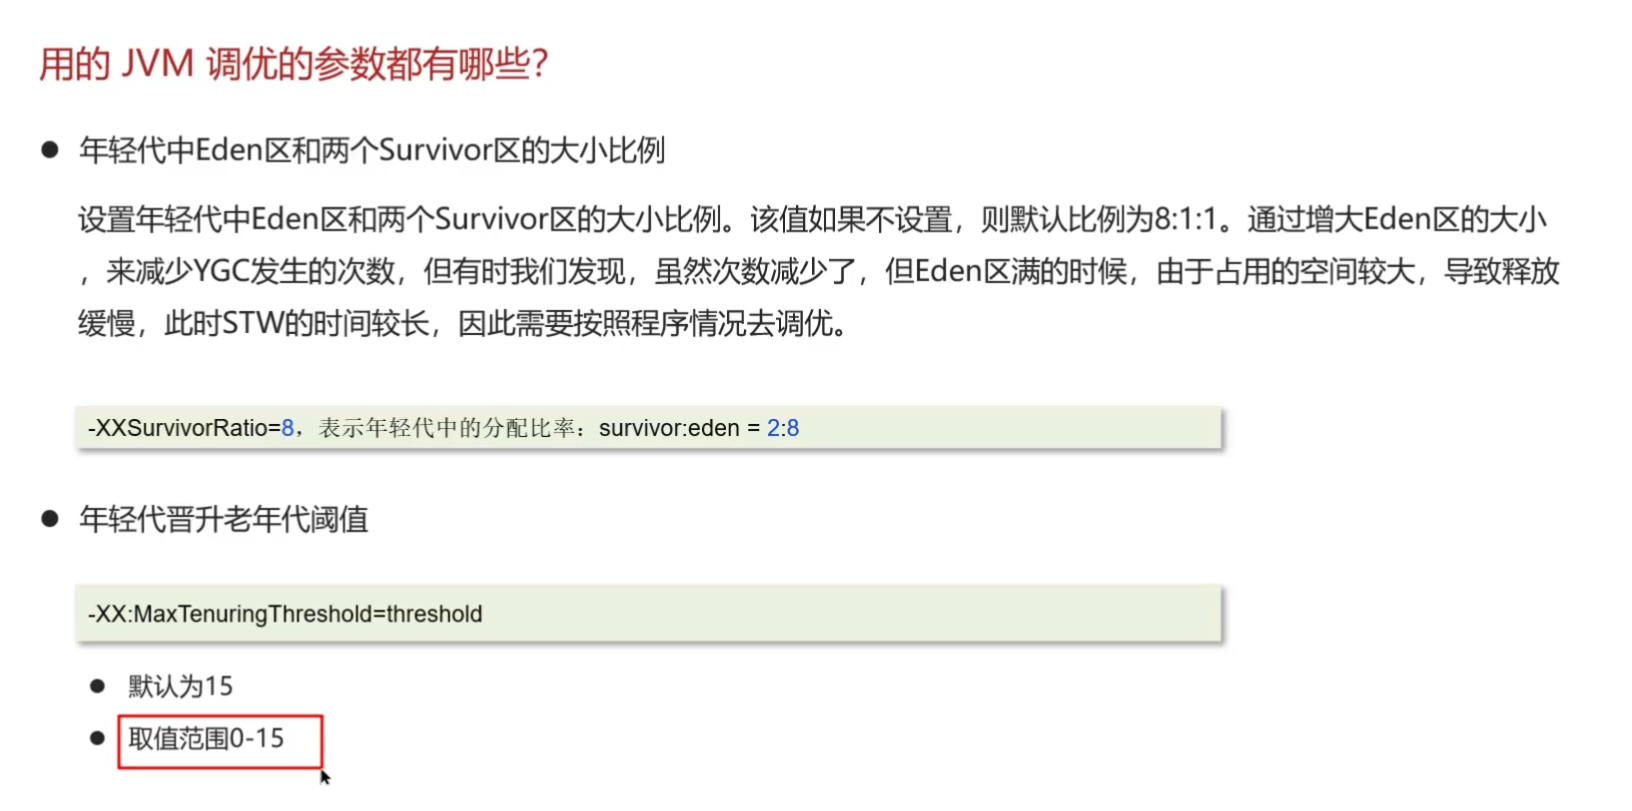 用的 JVM 调优的参数都有哪些？
● 年轻代中Eden区和两个Survivor区的大小比例
设置年轻代中Eden区和两个Survivor区的大小比例。该值如果不设置，则默认比例为8:1:1。通过增大Eden区的大小
，来减少YGC发生的次数，但有时我们发现，虽然次数减少了，但Eden区满的时候，由于占用的空间较大，导致释放
缓慢，此时STW的时间较长，因此需要按照程序情况去调优。
-XXSurvivorRatio=8，表示年轻代中的分配比率：survivor:eden = 2:8
● 年轻代晋升老年代阈值
-XX:MaxTenuringThreshold=threshold
● 默认为15
● 取值范围0-15